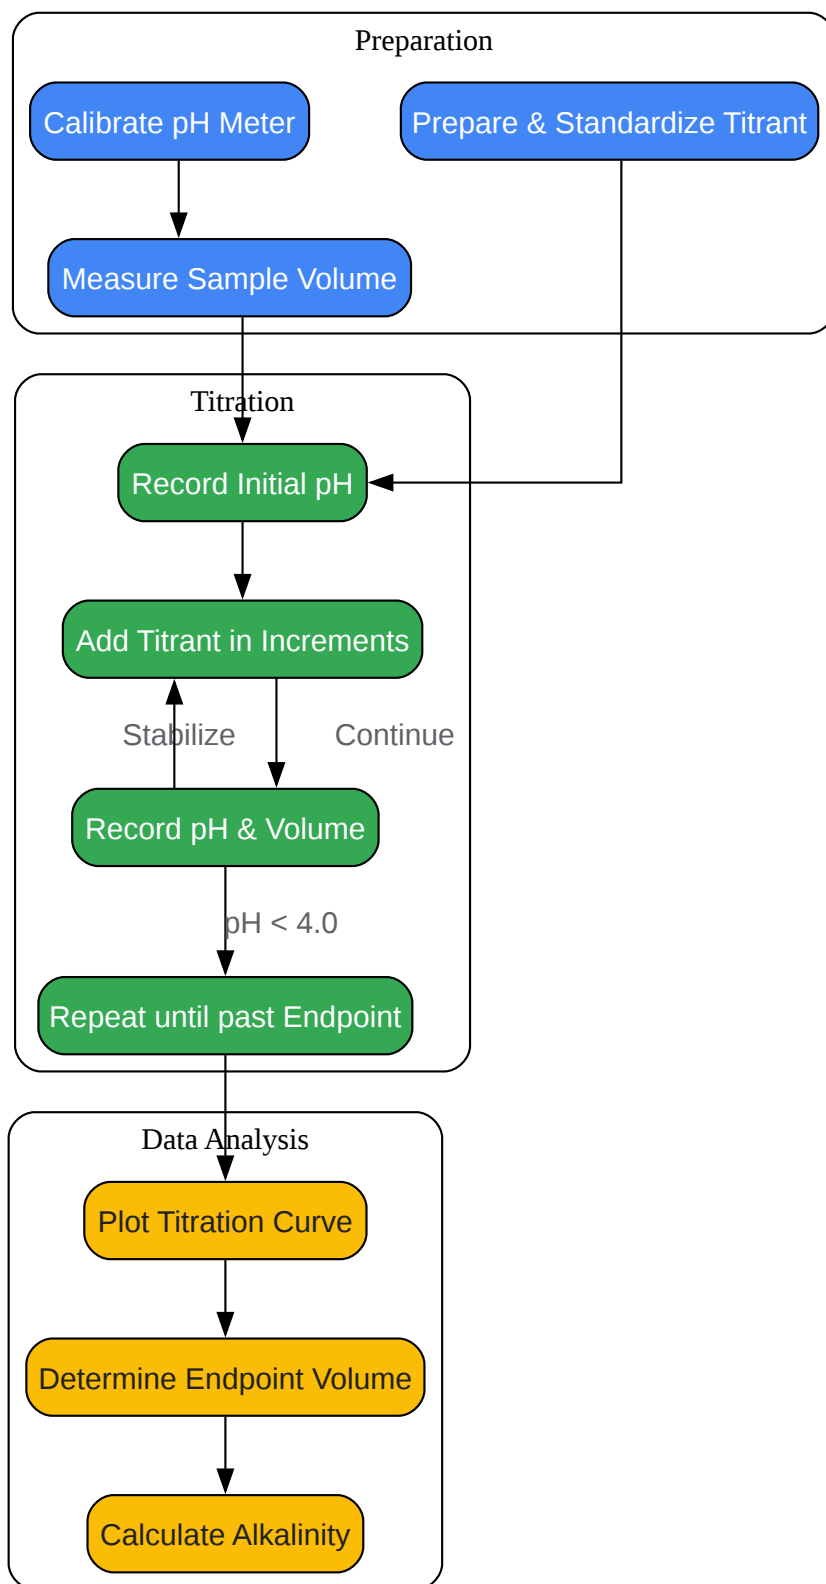 Preparation
Calibrate pH Meter
Prepare & Standardize Titrant
Measure Sample Volume
Titration
Record Initial pH
Add Titrant in Increments
Stabilize
Continue
Record pH & Volume
pH < 4.0
Repeat until past Endpoint
Data Analysis
Plot Titration Curve
Determine Endpoint Volume
Calculate Alkalinity